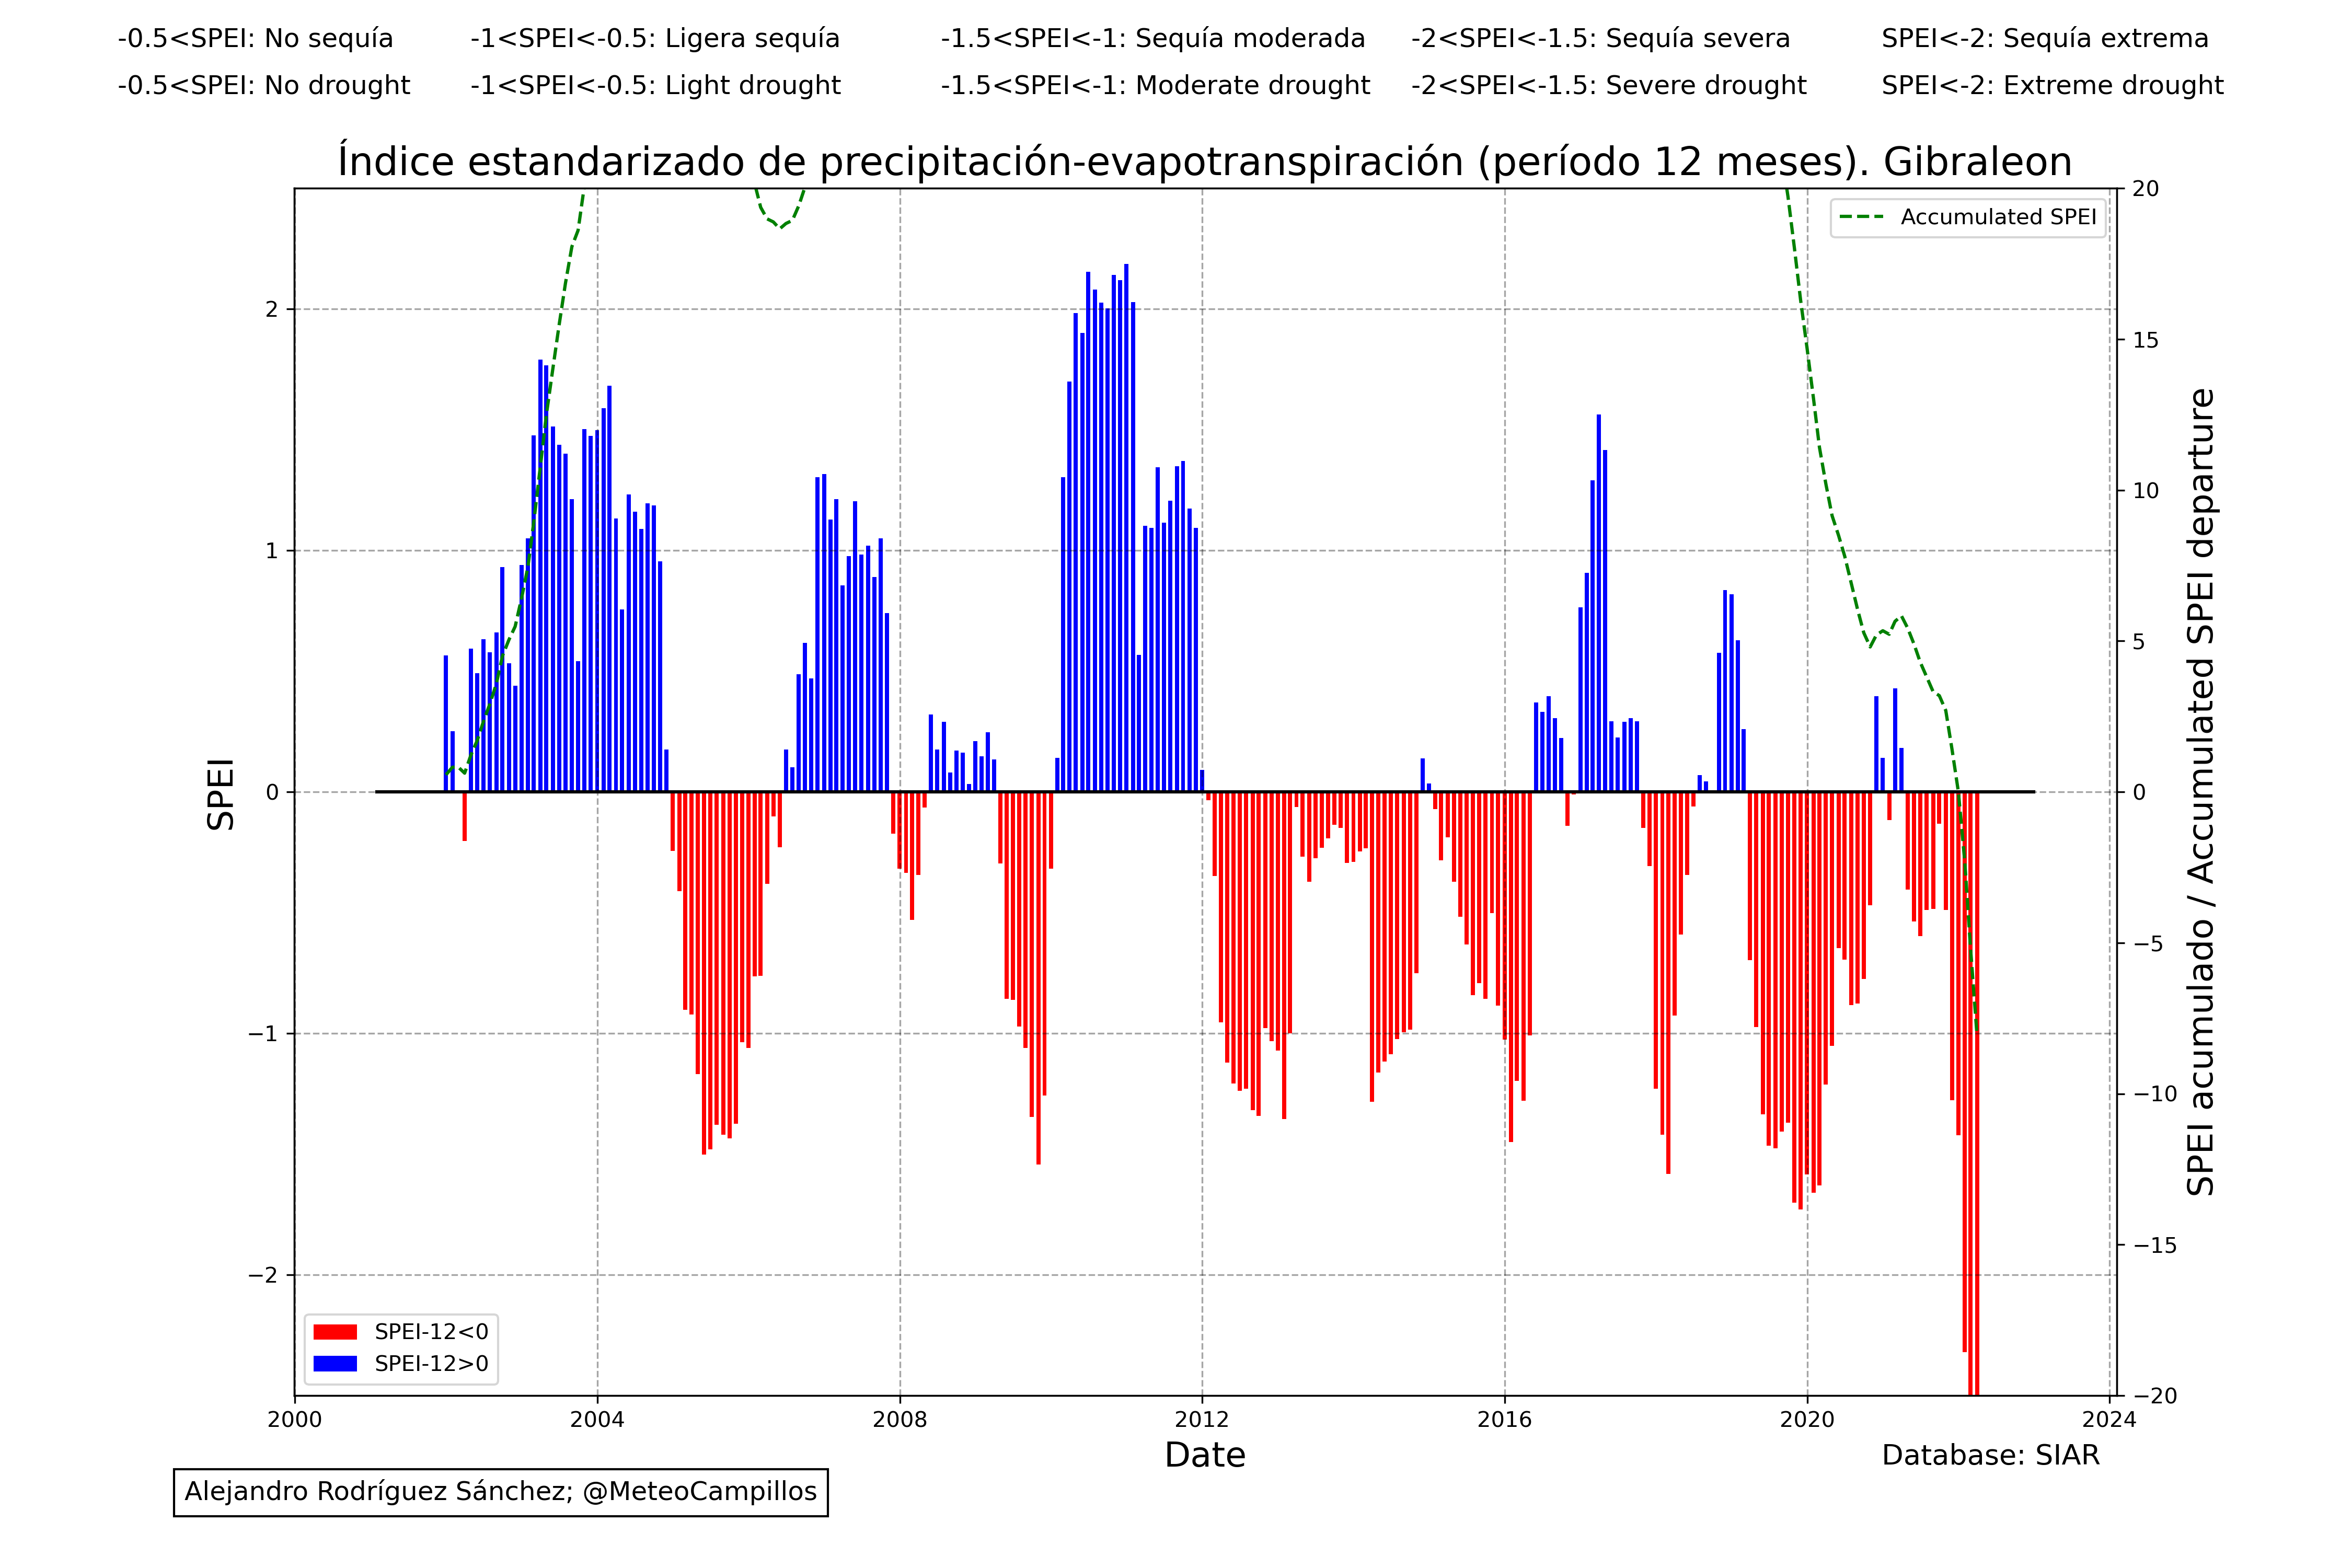 -0.5<SPEI: No sequía -1<SPEI<-0.5: Ligera sequía -1.5<SPEI<-1: Sequía moderada -2<SPEI<-1.5: Sequía severa SPEI<-2: Sequía extrema
-0.5<SPEI: No drought -1<SPEI<-0.5: Light drought -1.5<SPEI<-1: Moderate drought -2<SPEI<-1.5: Severe drought SPEI<-2: Extreme drought
Índice estandarizado de precipitación-evapotranspiración (período 12 meses). Gibraleon
Accumulated SPEI
SPEI
2
1
0
−1
−2
20
15
10
5
0
−5
−10
−15
−20
SPEI acumulado / Accumulated SPEI departure
SPEI-12<0
SPEI-12>0
2000 2004 2008 2012 2016 2020 2024
Date
Database: SIAR
Alejandro Rodríguez Sánchez; @MeteoCampillos